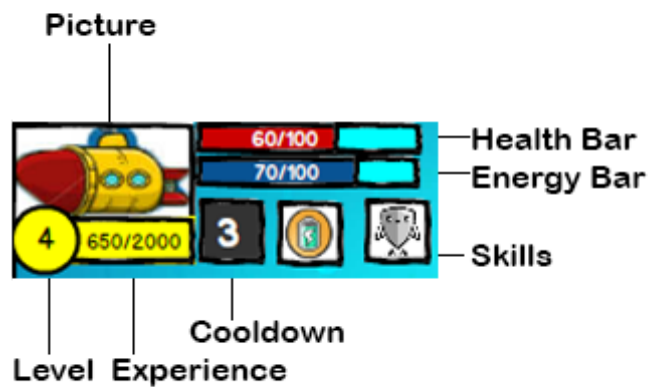 Picture
60/100
Health Bar
70/100
Energy Bar
4
650/2000
3
Skills
Cooldown
Level Experience